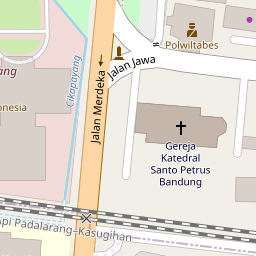 Polwiltabes
Jalan Jawa
Cikapayang
Jalan Merdeka
Gereja
Katedral
Santo Petrus
Bandung
Padalarang–Kasugihan